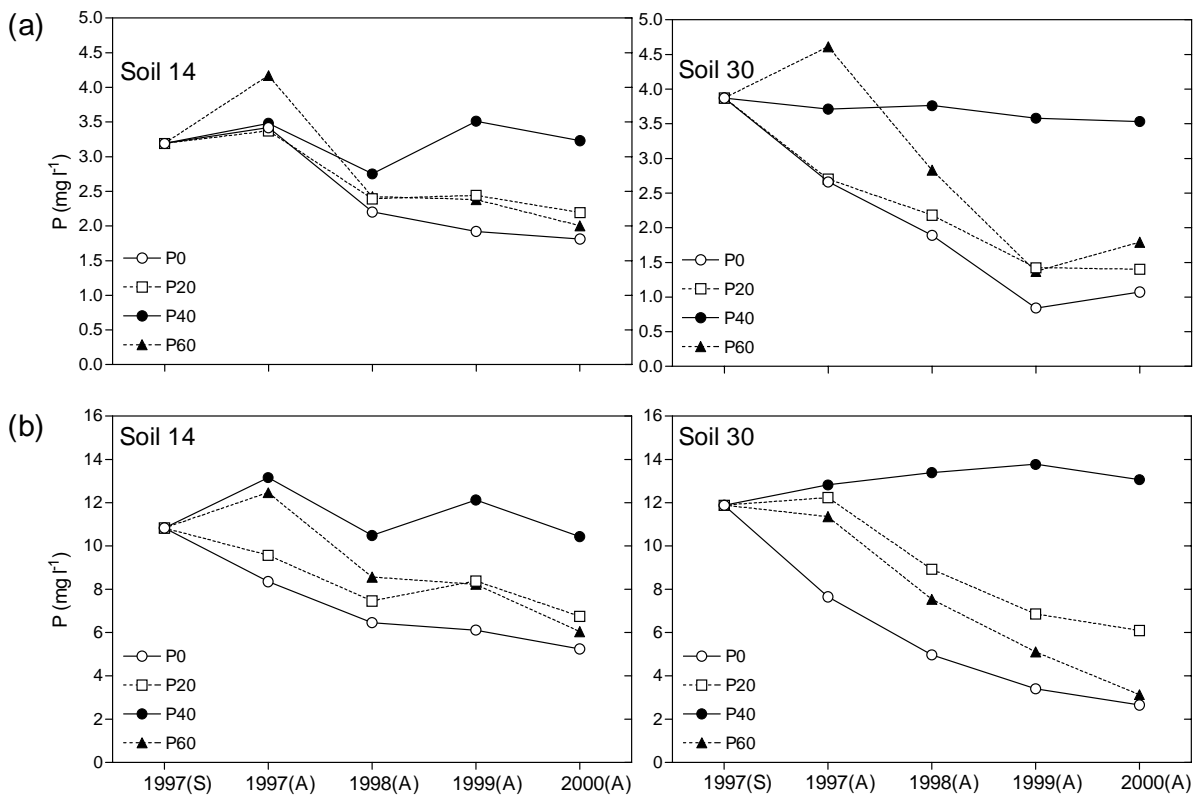 (a)
5.0
4.5
4.0
3.5
3.0
2.5
2.0
1.5
1.0
0.5
0.0
P (mg l-1)
Soil 14
P0
P20
P40
P60
5.0
4.5
4.0
3.5
3.0
2.5
2.0
1.5
1.0
0.5
0.0
Soil 30
P0
P20
P40
P60
(b)
16
14
12
10
8
6
4
2
0
P (mg l-1)
Soil 14
P0
P20
P40
P60
1997(S) 1997(A) 1998(A) 1999(A) 2000(A)
16
14
12
10
8
6
4
2
0
Soil 30
P0
P20
P40
P60
1997(S) 1997(A) 1998(A) 1999(A) 2000(A)